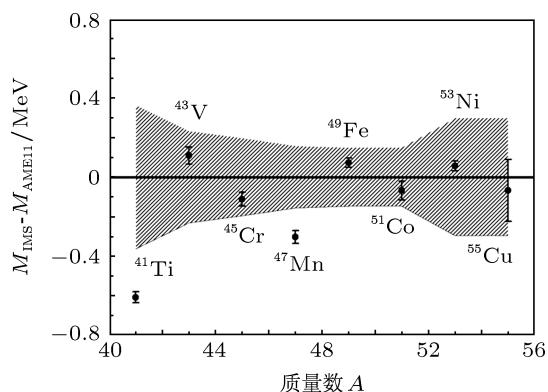 0.8
0.4
0
−0.4
−0.8
M_IMS-M_AME11/MeV
43V
49Fe
53Ni
45Cr
51Co
41Ti
47Mn
55Cu
40
44
48
52
56
质量数 A